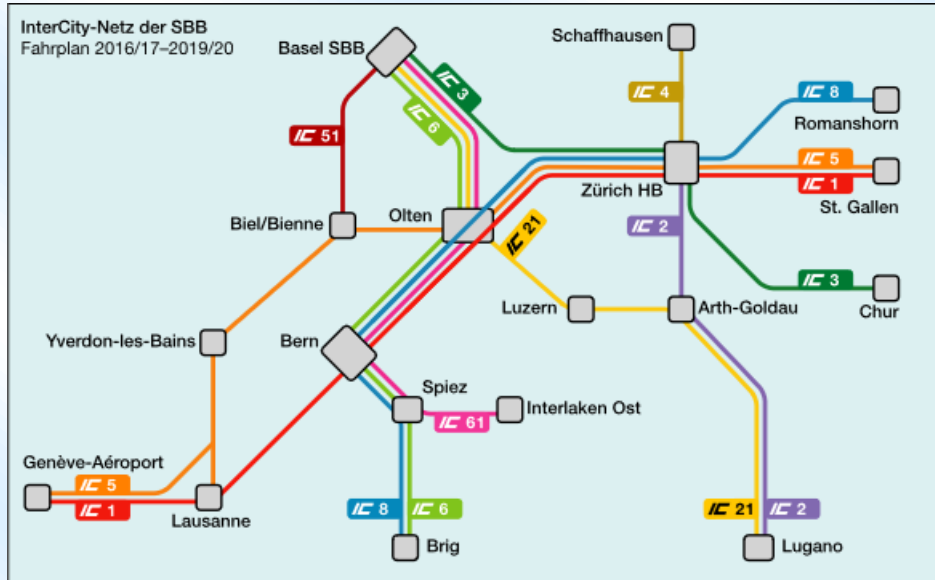 InterCity-Netz der SBB
Fahrplan 2016/17–2019/20
Basel SBB
Schaffhausen
IC 3
IC 4
IC 8
IC 6
Romanshorn
IC 51
IC 5
Zürich HB
IC 1
Biel/Bienne
Olten
St. Gallen
IC 21
IC 2
IC 3
Luzern
Arth-Goldau
Chur
Yverdon-les-Bains
Bern
Spiez
Interlaken Ost
IC 61
Genève-Aéroport
IC 5
IC 1
Lausanne
IC 8
IC 6
IC 21
IC 2
Brig
Lugano